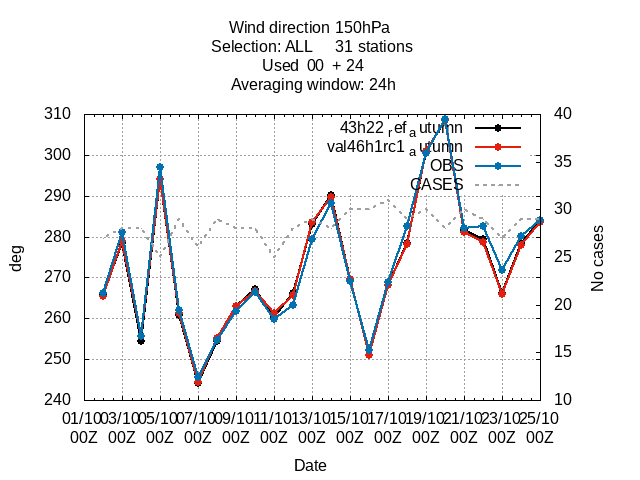 Wind direction 150hPa
Selection: ALL 31 stations
Used 00 + 24
Averaging window: 24h
310 40
43h22 ref autumn
val46h1rc1 autumn
OBS
CASES
300 35
290 30
280
270 25
260 20
250 15
240 10
deg
No cases
01/10 03/10 05/10 07/10 09/10 11/10 13/10 15/10 17/10 19/10 21/10 23/10 25/10
00Z 00Z 00Z 00Z 00Z 00Z 00Z 00Z 00Z 00Z 00Z 00Z 00Z
Date